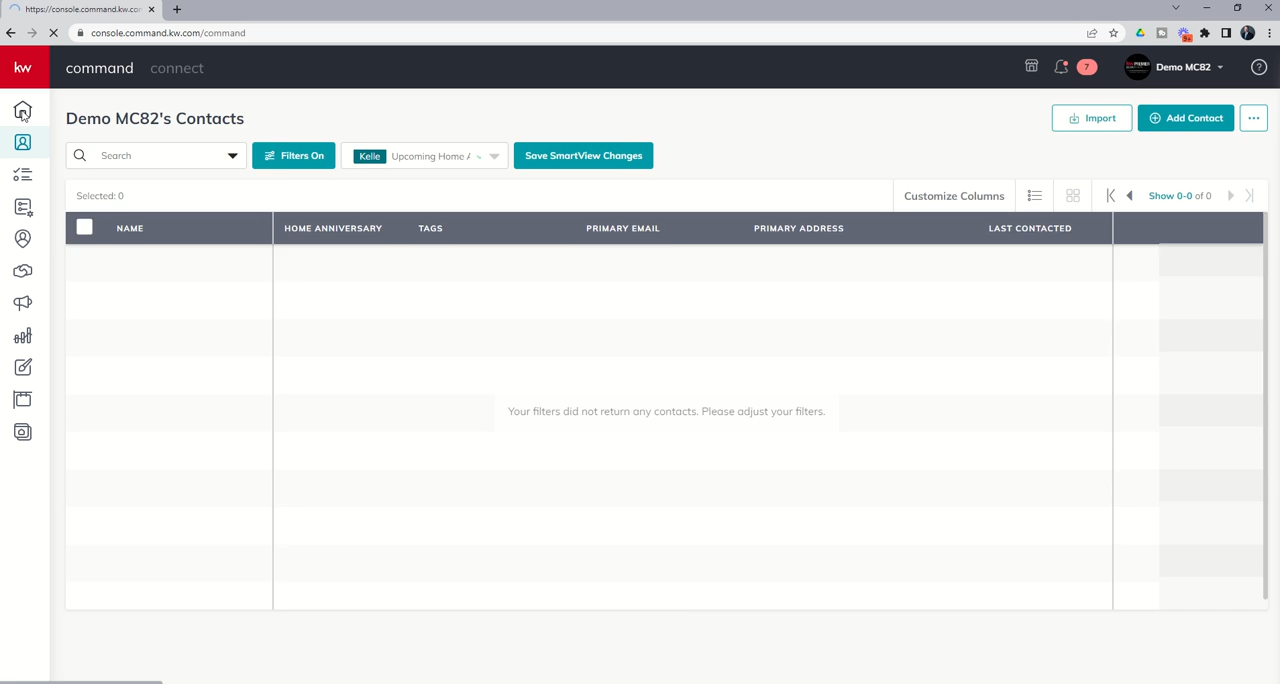 https://console.command.kw.con
console.command.kw.com/command
9+
kw
command
connect
7
Demo MC82
Demo MC82's Contacts
Import
Add Contact
Search
Filters On
Kelle
Upcoming Home A
Save SmartView Changes
Selected: 0
Customize Columns
Show 0-0 of 0
NAME
HOME ANNIVERSARY
TAGS
PRIMARY EMAIL
PRIMARY ADDRESS
LAST CONTACTED
Your filters did not return any contacts. Please adjust your filters.